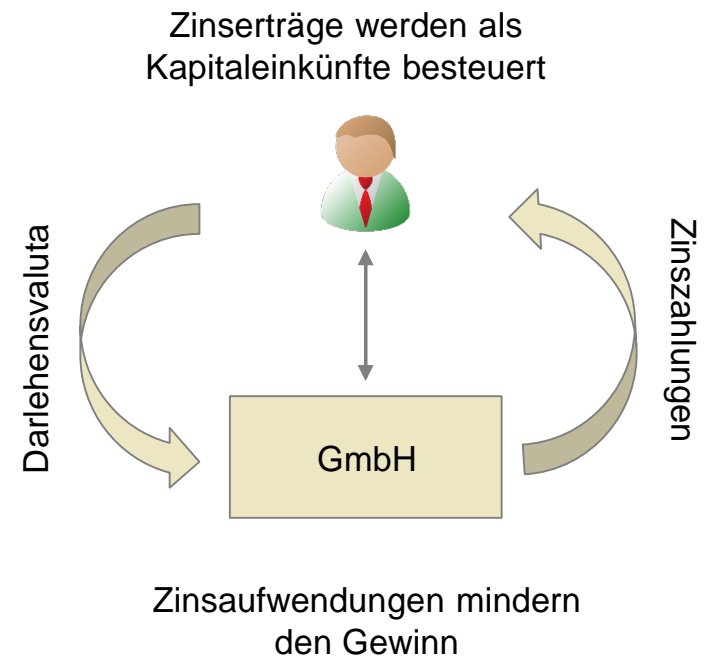 Zinserträge werden als
Kapitaleinkünfte besteuert
Darlehensvaluta
Zinszahlungen
GmbH
Zinsaufwendungen mindern
den Gewinn